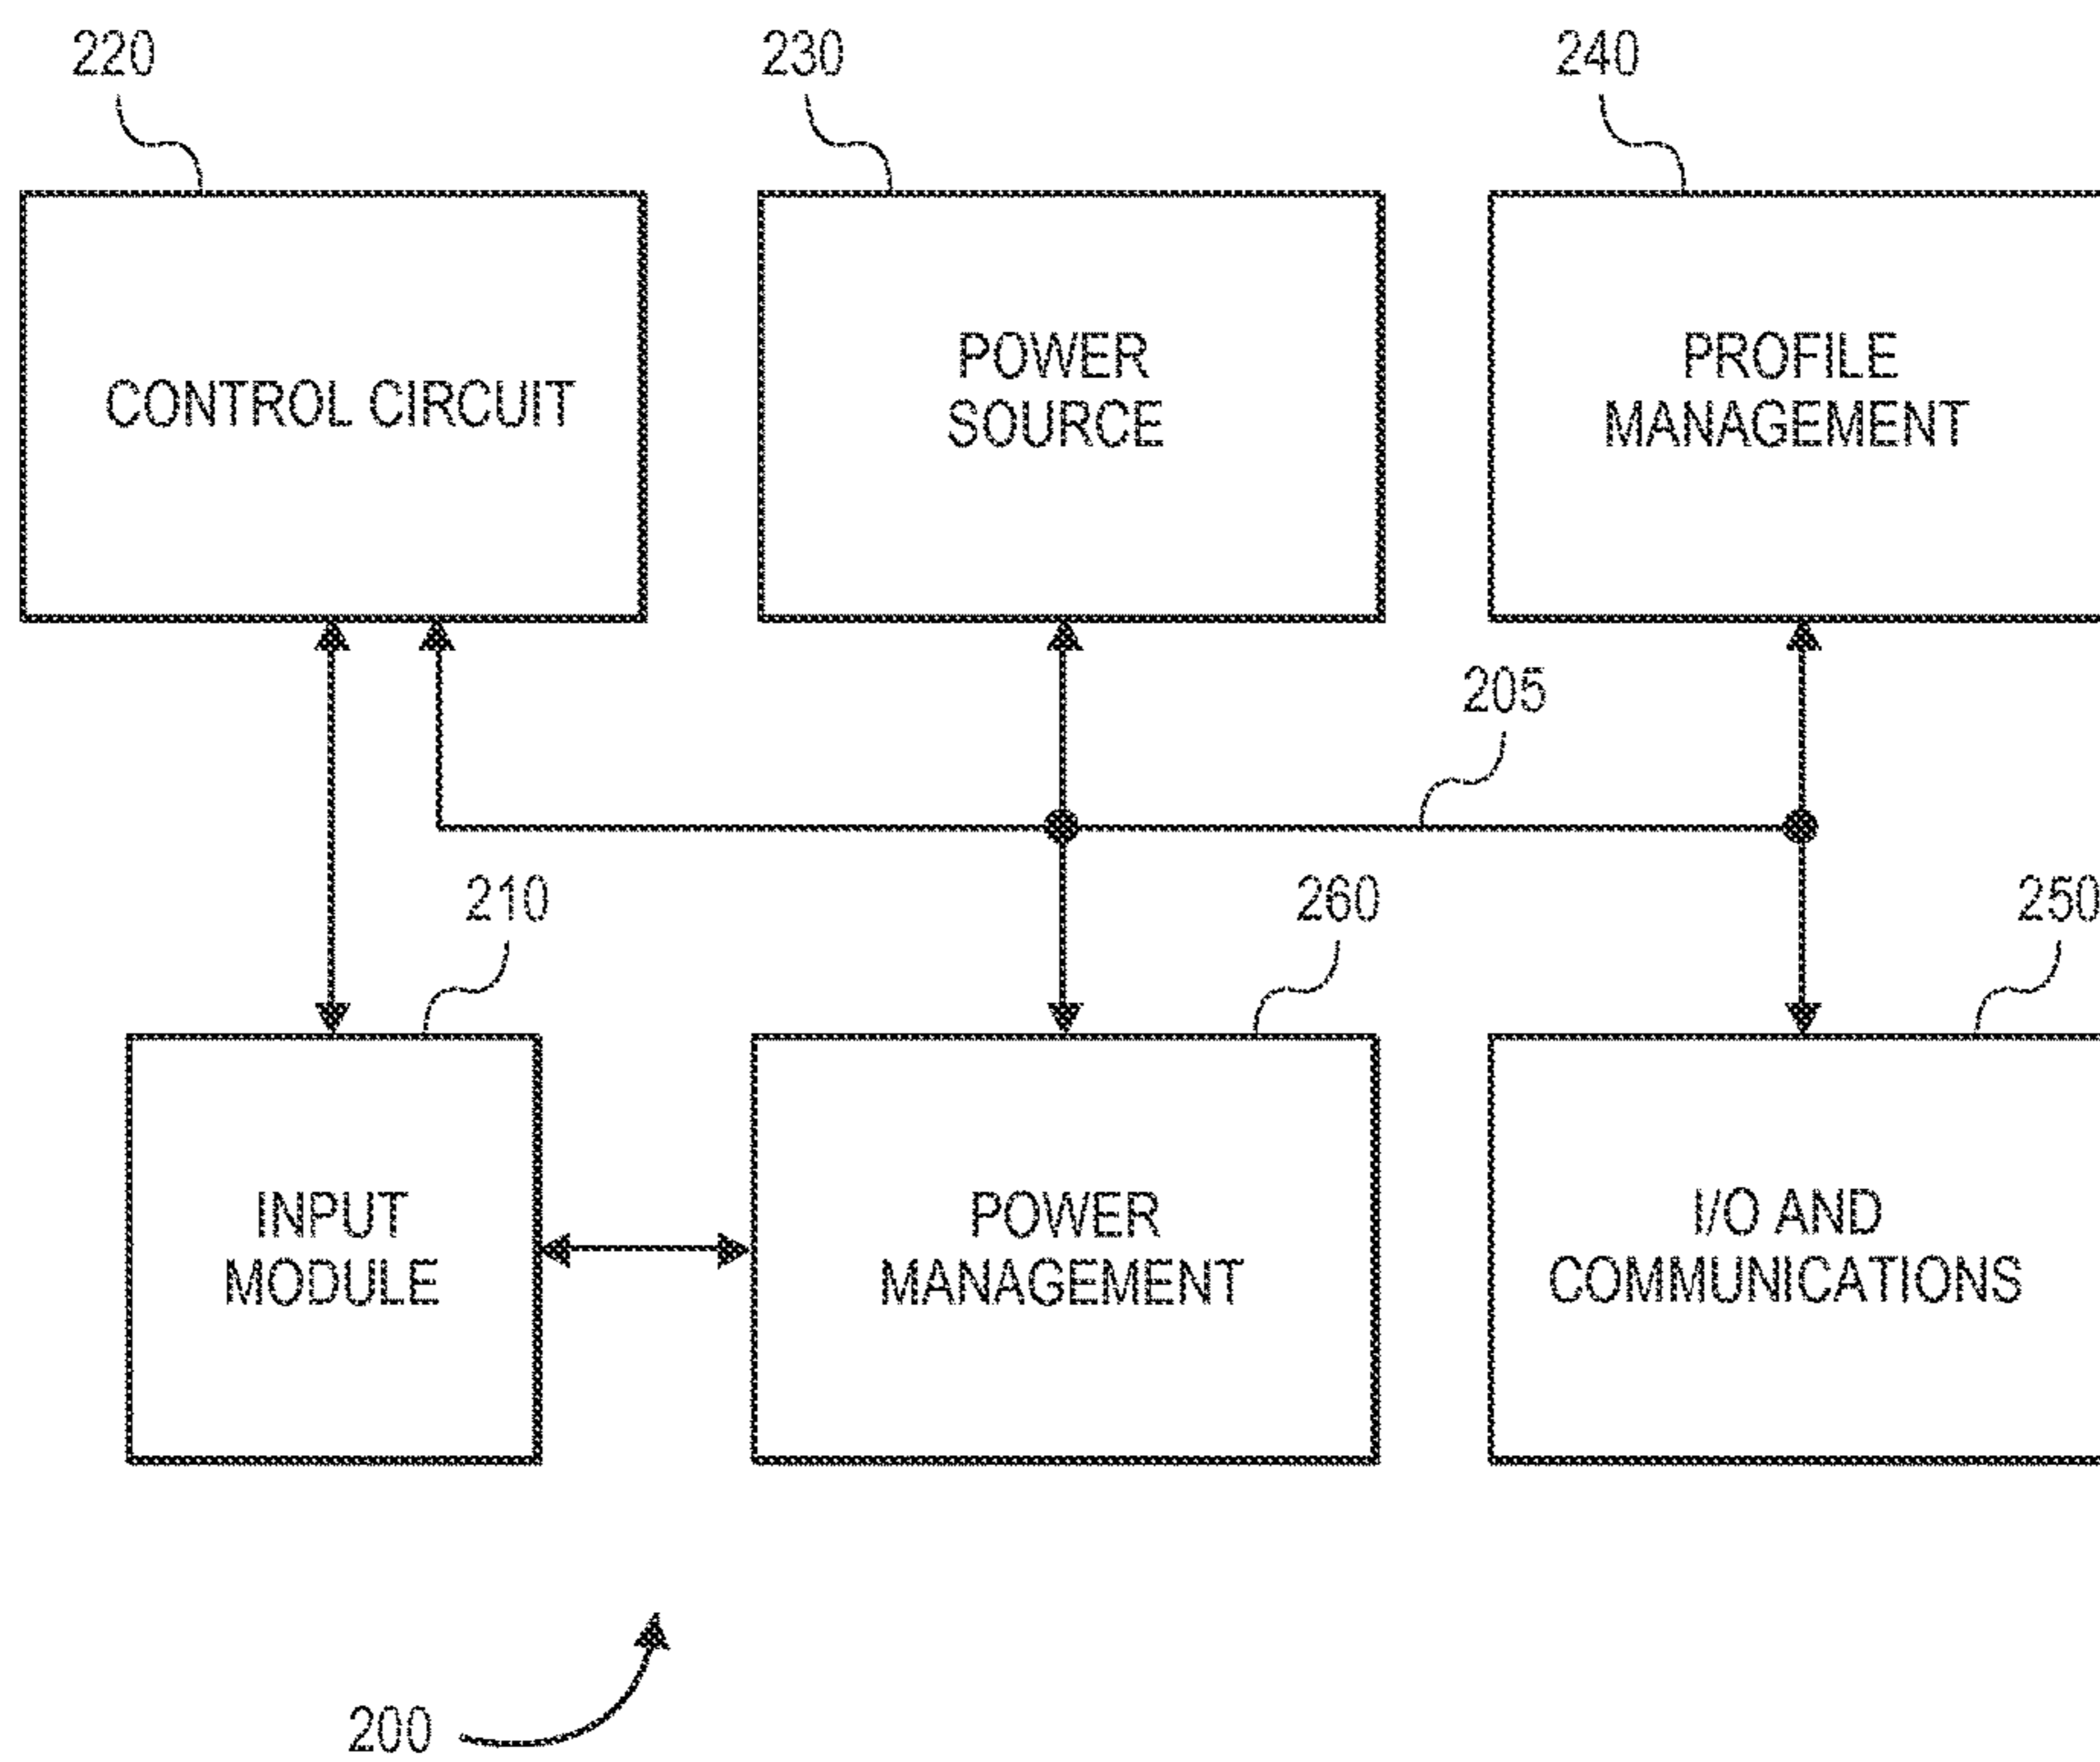 220
230
240
CONTROL CIRCUIT
POWER
SOURCE
PROFILE
MANAGEMENT
205
210
260
250
INPUT
MODULE
POWER
MANAGEMENT
I/O AND
COMMUNICATIONS
200